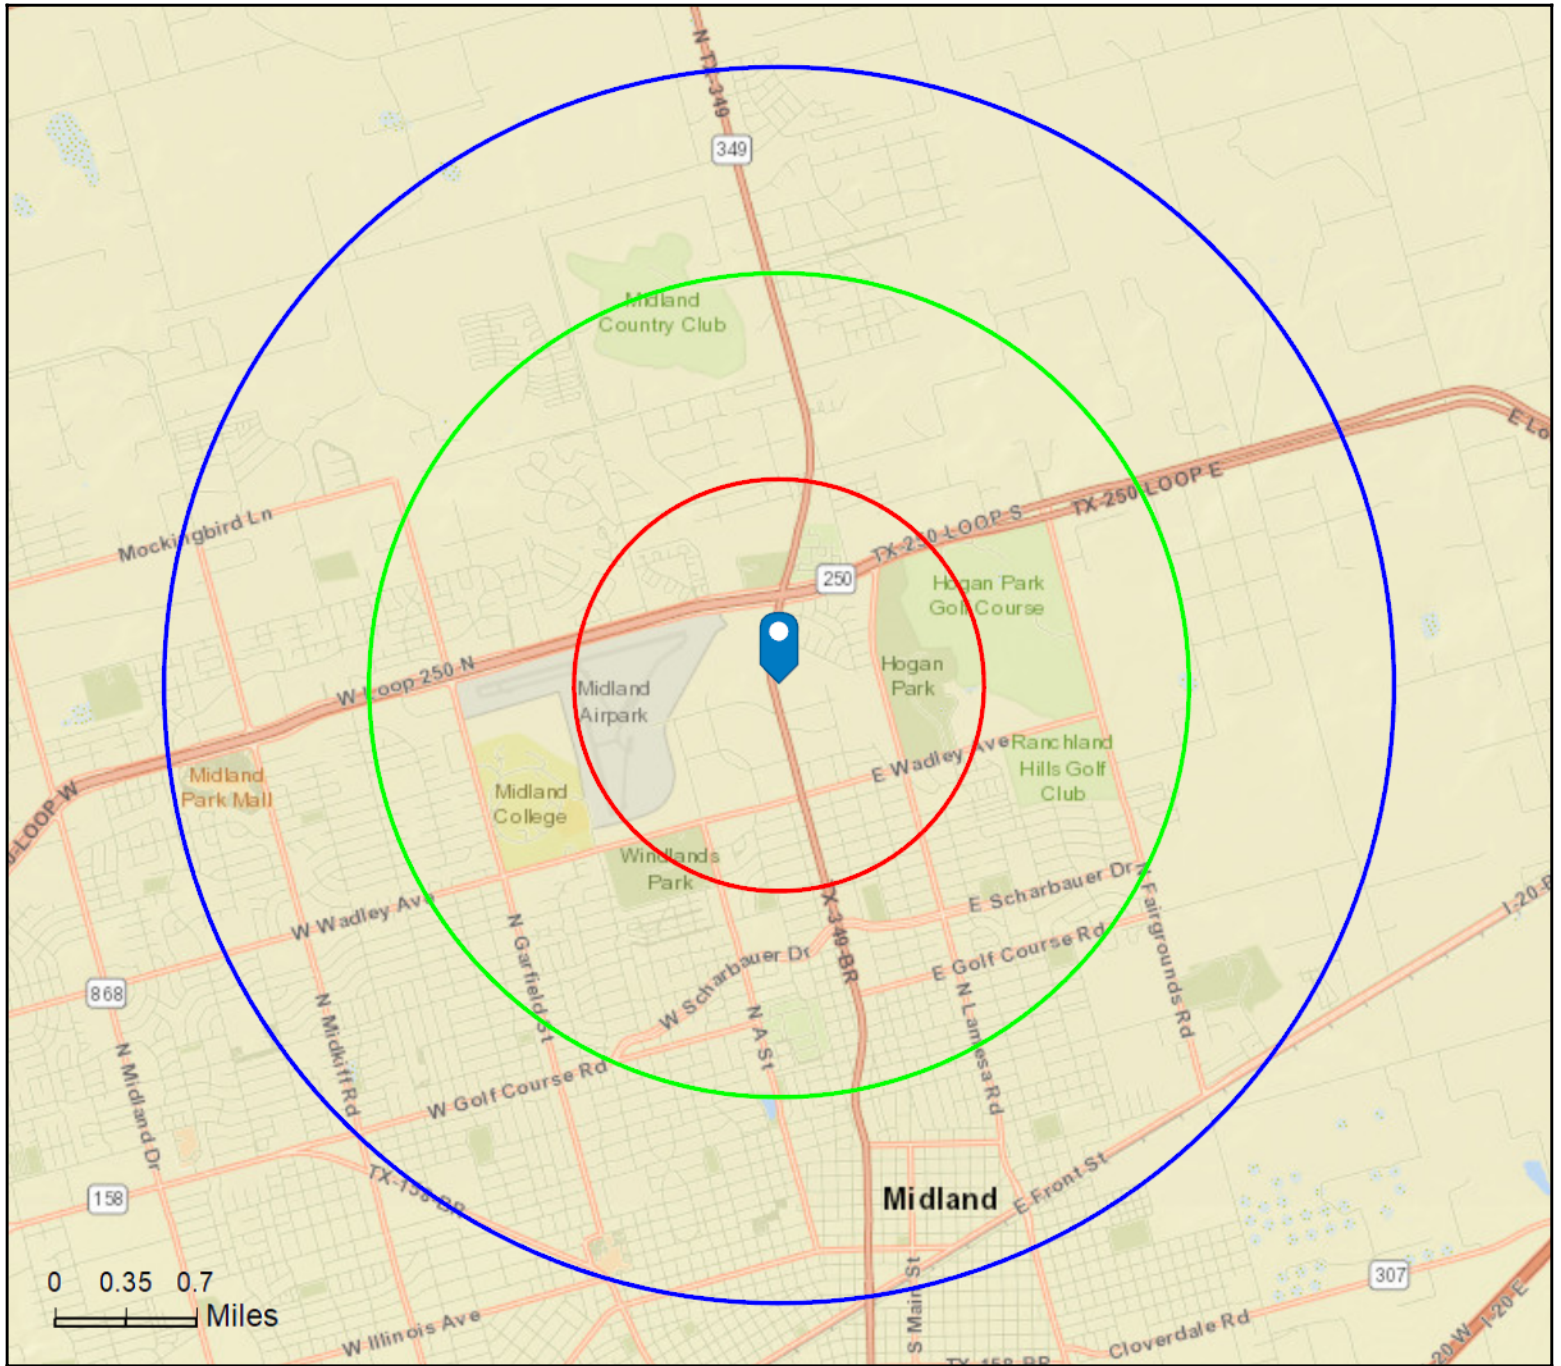 N TX-349
349
Midland
Country Club
Mockingbird Ln
TX-250-LOOP E
E Lo
TX-250-LOOP S
250
Hogan Park
Golf Course
W Loop 250 N
Midland
Airpark
Hogan
Park
Midland
Park Mall
Midland
College
E Wadley Ave
Ranchland
Hills Golf
Club
-LOOP W
Windlands
Park
W Wadley Ave
N Garfield St
TX-349-BR
E Scharbauer Dr
N Fairgrounds Rd
I-20-B
W Scharbauer Dr
E Golf Course Rd
868
N Midkiff Rd
N A St
N Lamesa Rd
N Midland Dr
W Golf Course Rd
158
TX-158-BR
Midland
E Front St
0 0.35 0.7
Miles
W Illinois Ave
S Main St
307
Cloverdale Rd
TX-158-BR
20 W
I-20 E